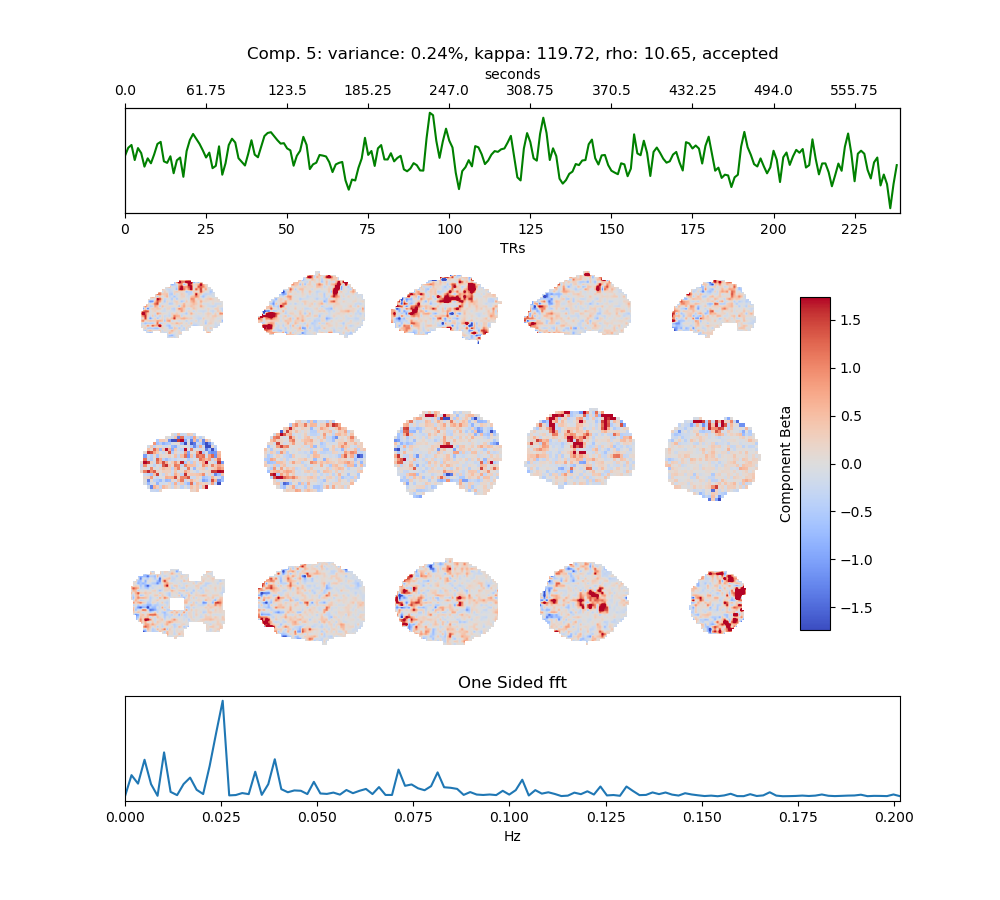 Comp. 5: variance: 0.24%, kappa: 119.72, rho: 10.65, accepted
seconds
0.0 61.75 123.5 185.25 247.0 308.75 370.5 432.25 494.0 555.75
0 25 50 75 100 125 150 175 200 225
TRs
1.5
1.0
0.5
0.0
−0.5
−1.0
−1.5
Component Beta
One Sided fft
0.000 0.025 0.050 0.075 0.100 0.125 0.150 0.175 0.200
Hz